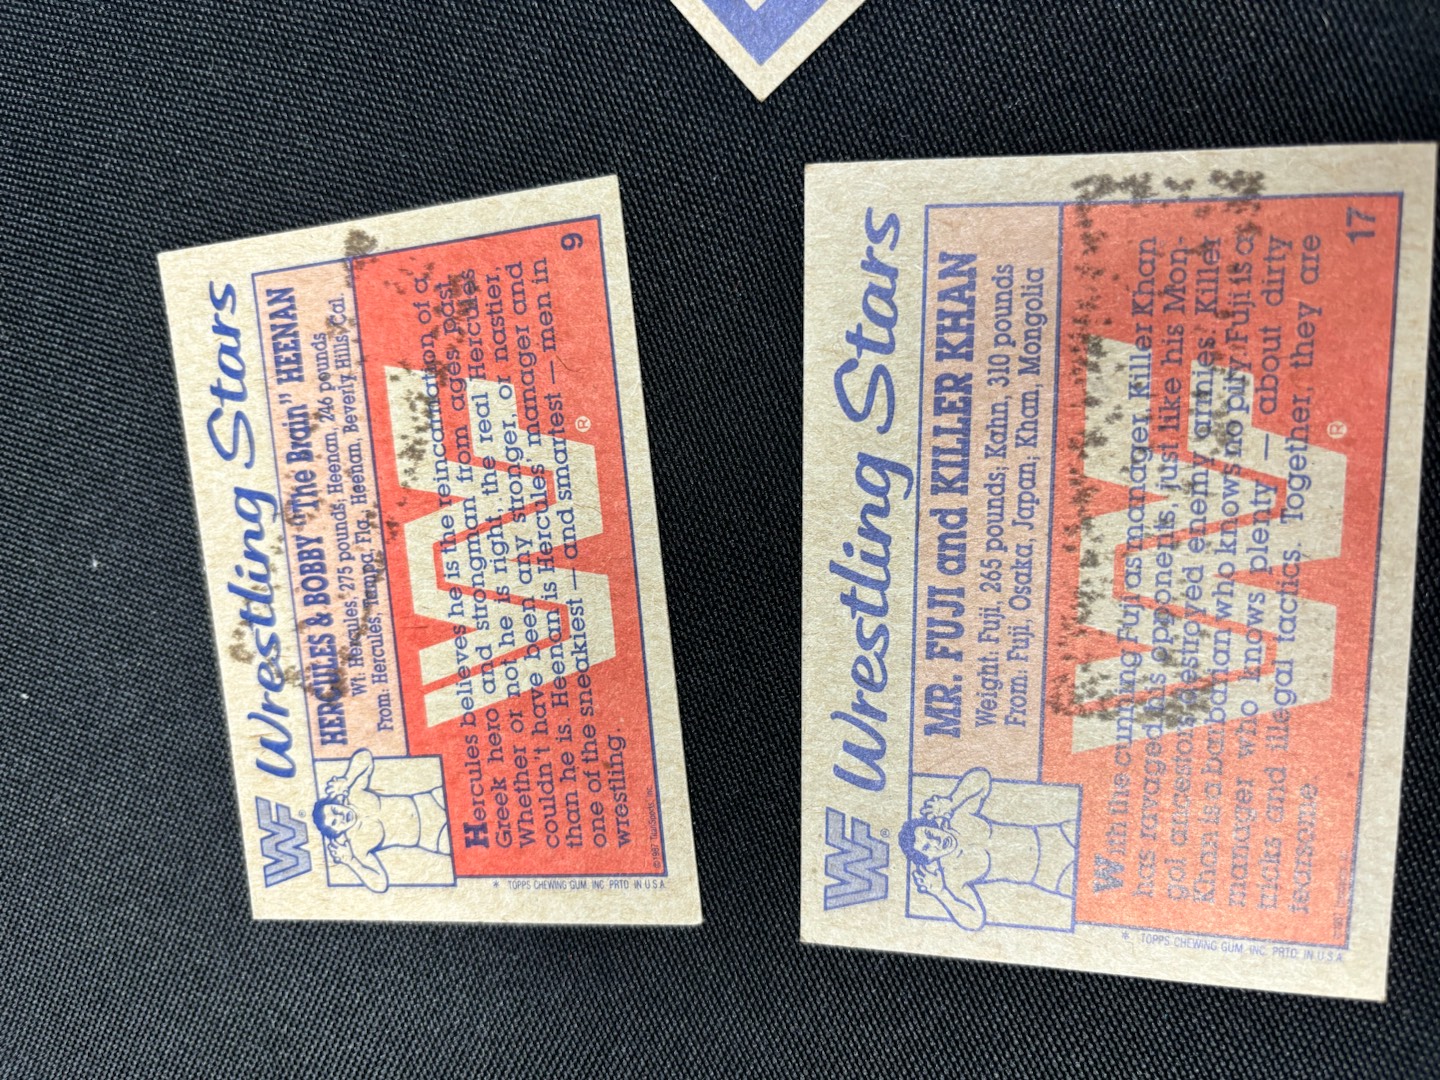 WF Wrestling Stars
®
HERCULES & BOBBY "The Brain" HEENAN
Wt: Hercules, 275 pounds; Heenan, 246 pounds
From: Hercules, Tampa, Fla., Heenan, Beverly Hills, Cal.
Hercules believes he is the reincarnation of a
Greek hero and strongman from ages past.
Whether or not he is right, the real Hercules
couldn't have been any stronger, or nastier,
than he is. Heenan is Hercules' manager and
one of the sneakiest — and smartest — men in
wrestling.
W
®
©1987 TitanSports, Inc.
9
* TOPPS CHEWING GUM, INC. PRTD. IN U.S.A.
WF Wrestling Stars
®
MR. FUJI and KILLER KHAN
Weight: Fuji, 265 pounds; Kahn, 310 pounds
From: Fuji, Osaka, Japan; Khan, Mongolia
With the cunning Fuji as manager, Killer Khan
has ravaged his opponents, just like his Mon-
gol ancestors destroyed enemy armies. Killer
Khan is a barbarian who knows no pity. Fuji is a
manager who knows plenty — about dirty
tricks and illegal tactics. Together, they are
fearsome.
WF
®
17
* TOPPS CHEWING GUM, INC. PRTD. IN U.S.A.